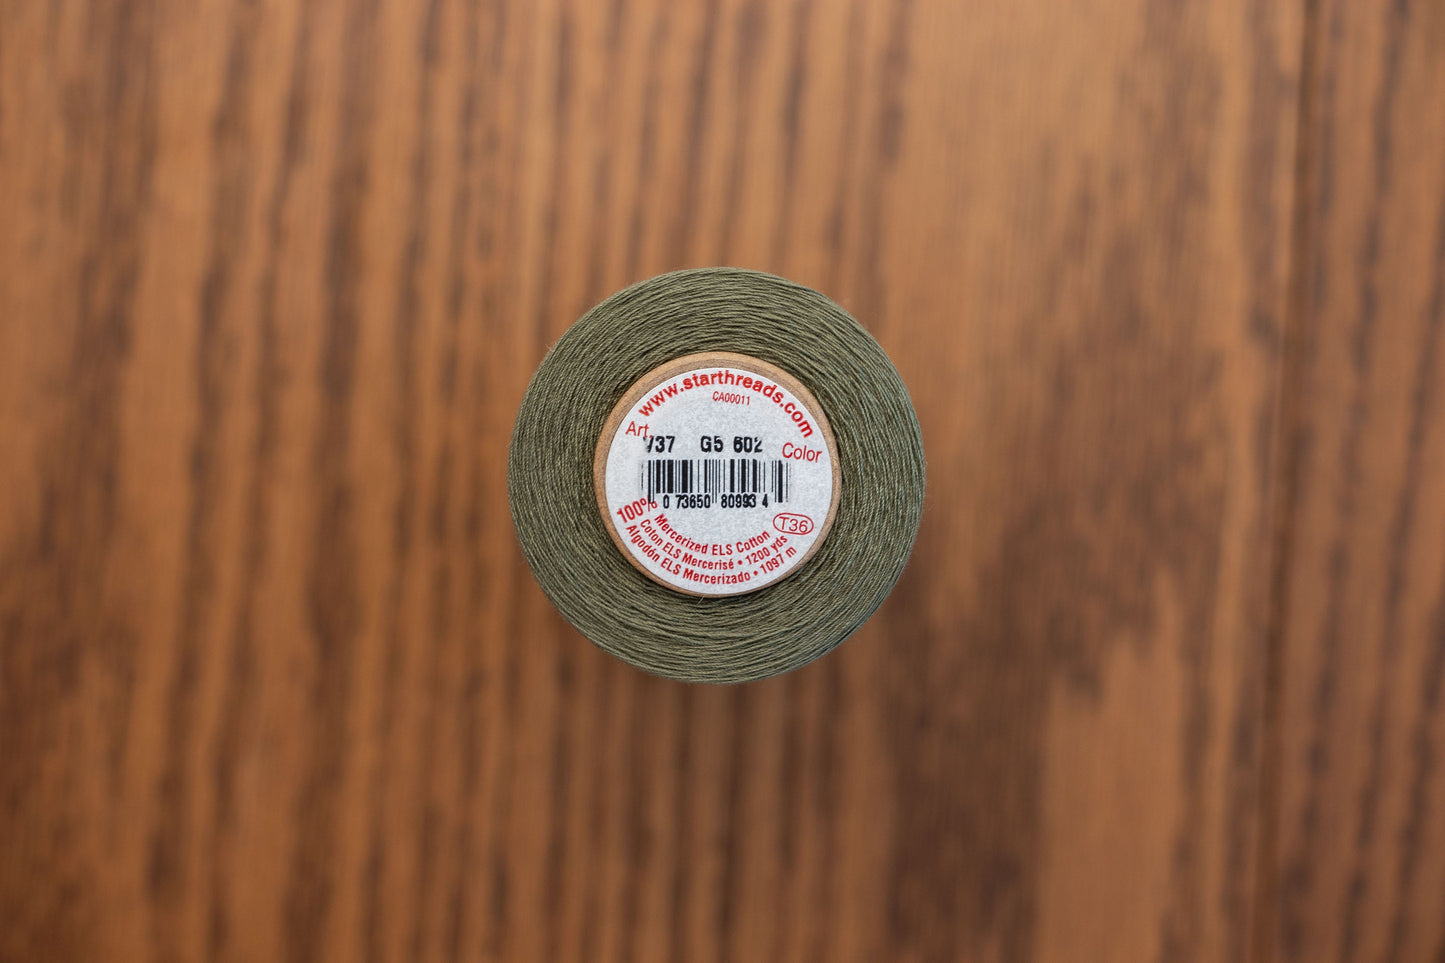 www.starthreads.com
CA00011
Art
V37 G5 602
Color
0 73650 80993 4
100%
T36
Mercerized ELS Cotton
Coton ELS Mercerisé • 1200 yds
Algodón ELS Mercerizado • 1097 m